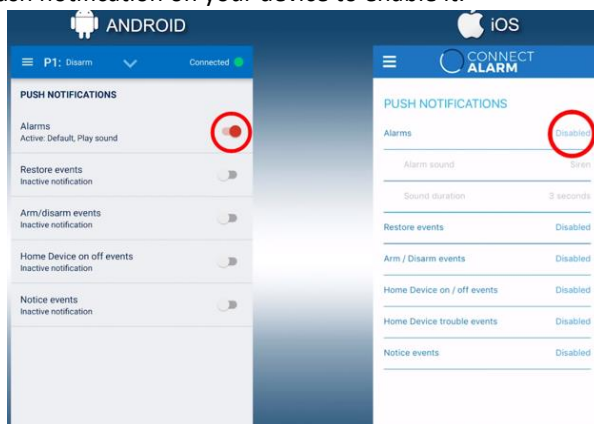 push notification on your device to enable it.
ANDROID
P1: Disarm
Connected
PUSH NOTIFICATIONS
Alarms
Active: Default, Play sound
Restore events
Inactive notification
Arm/disarm events
Inactive notification
Home Device on off events
Inactive notification
Notice events
Inactive notification
iOS
CONNECT
ALARM
PUSH NOTIFICATIONS
Alarms Disabled
Alarm sound Siren
Sound duration 3 seconds
Restore events Disabled
Arm / Disarm events Disabled
Home Device on / off events Disabled
Home Device trouble events Disabled
Notice events Disabled